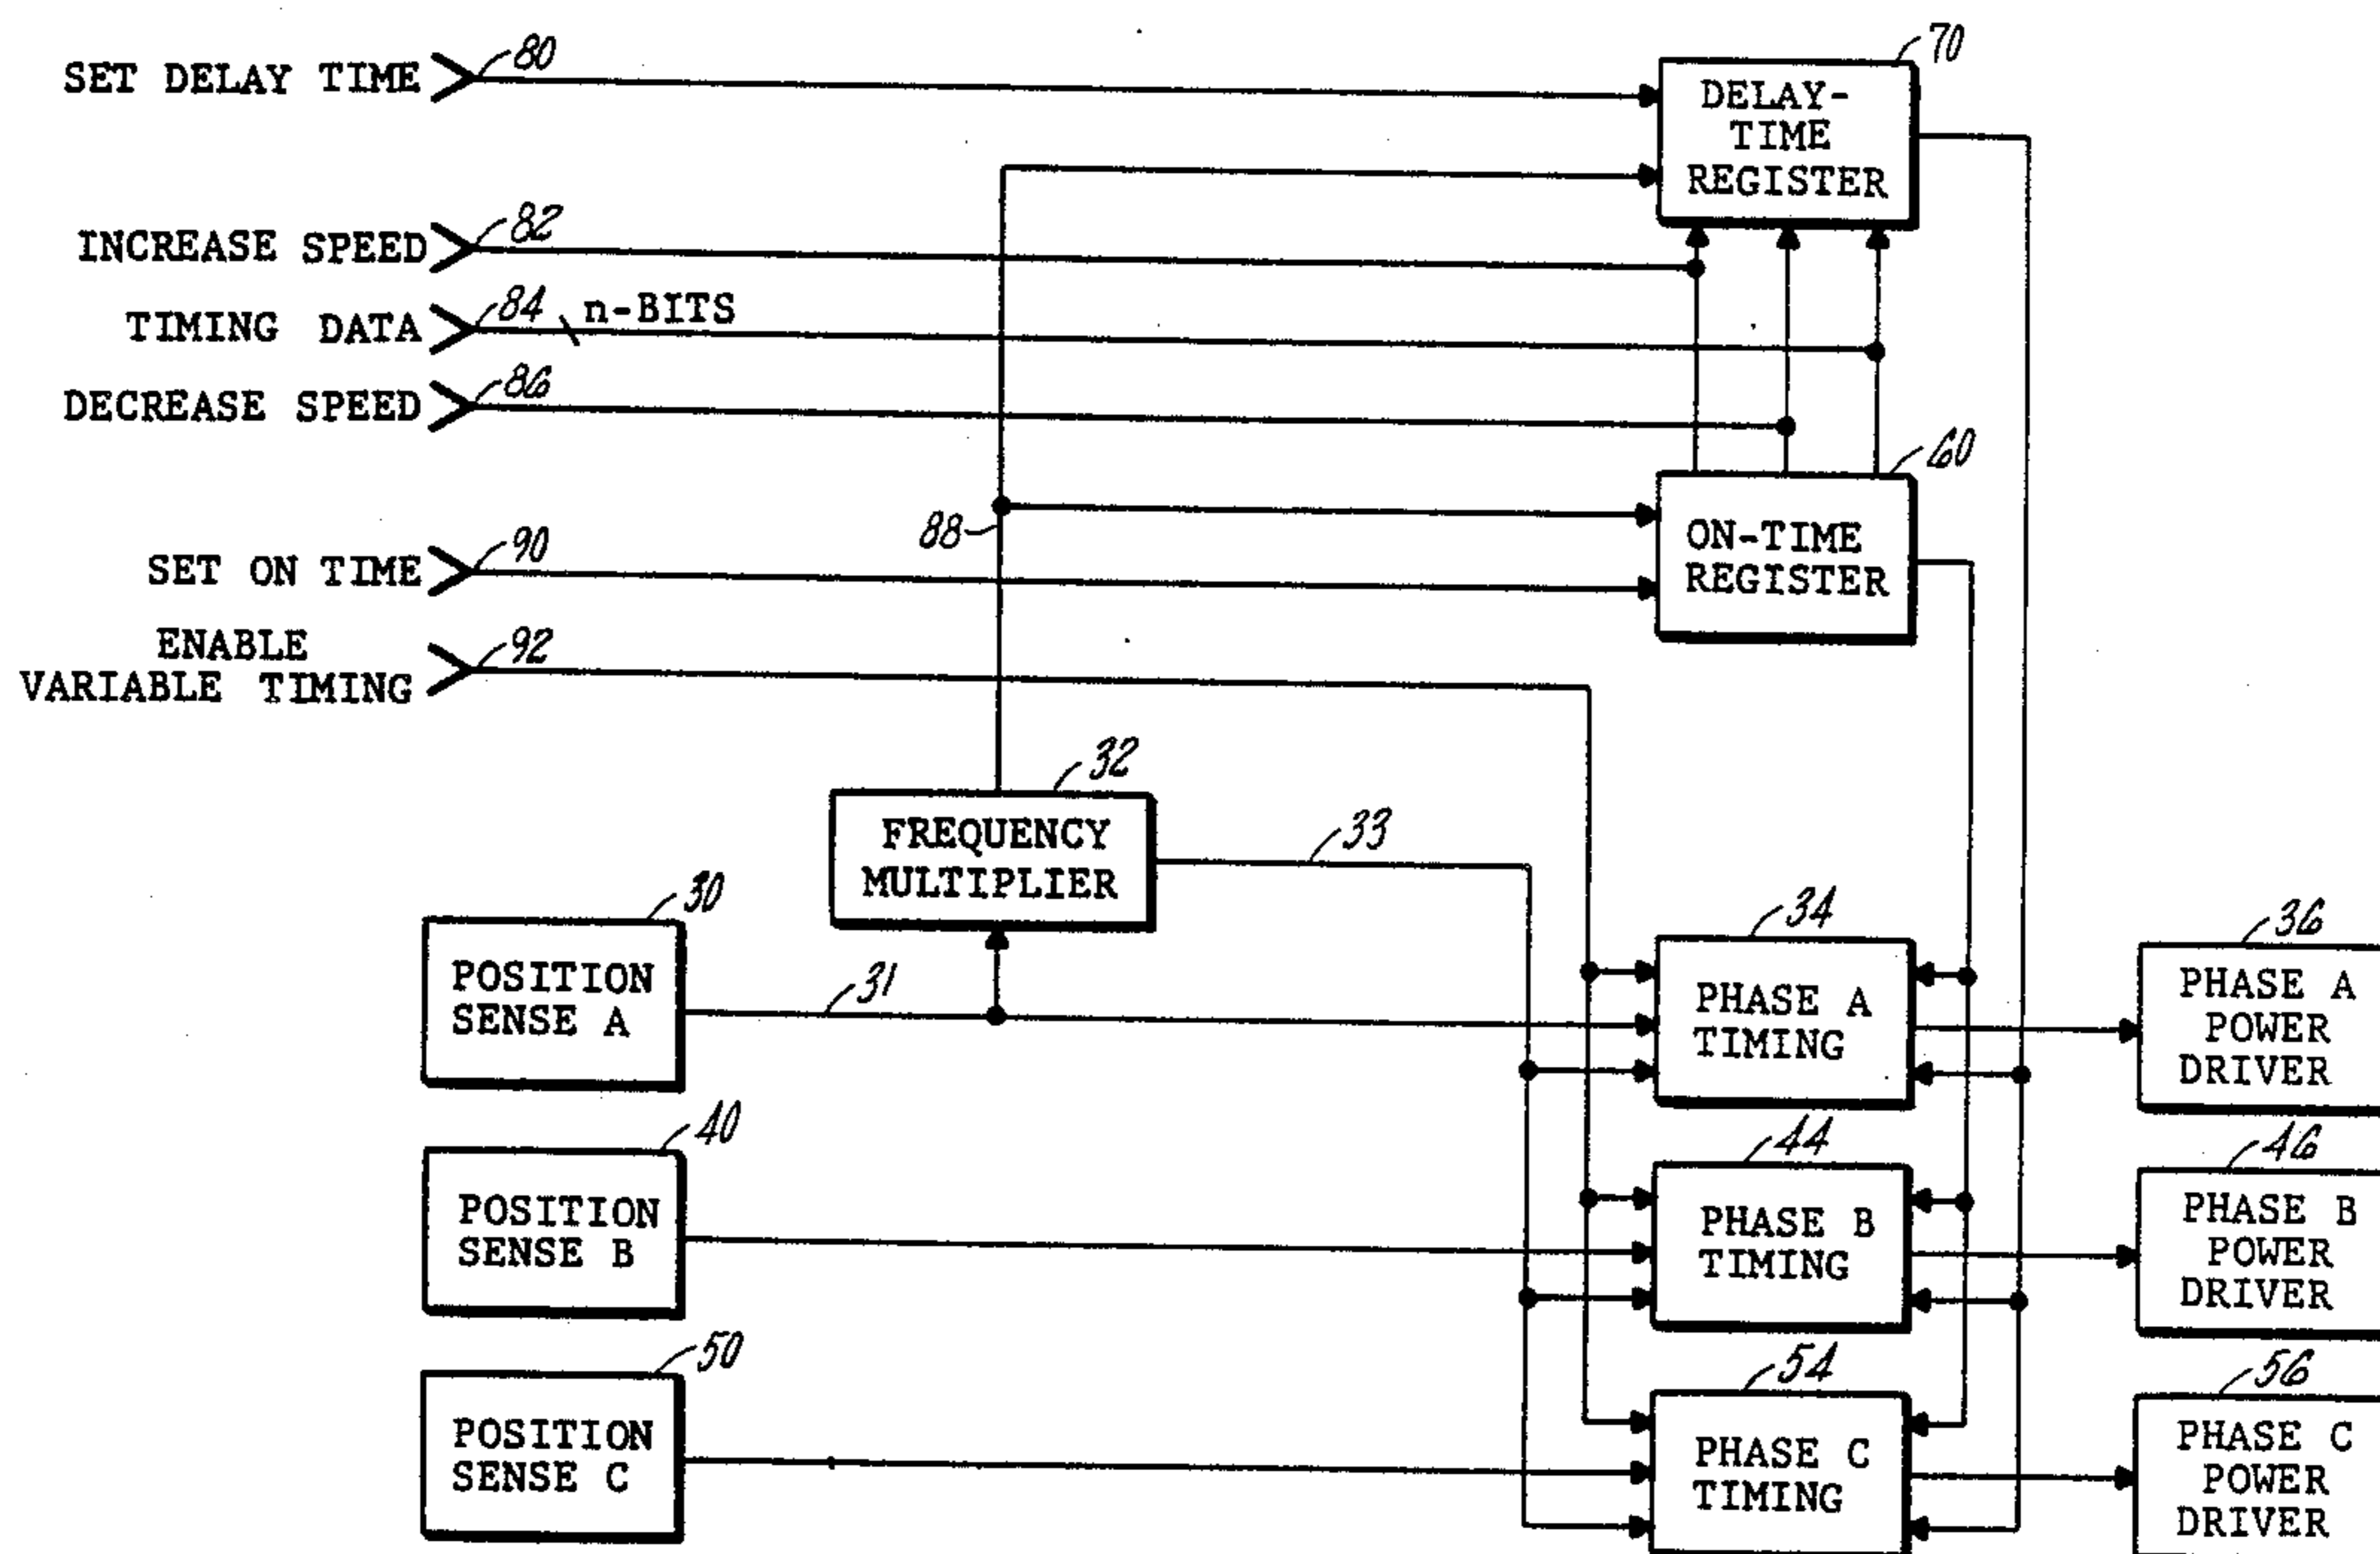 SET DELAY TIME
80
70
DELAY-
TIME
REGISTER
INCREASE SPEED
82
TIMING DATA
84
n-BITS
DECREASE SPEED
86
60
88
ON-TIME
REGISTER
SET ON TIME
90
ENABLE
VARIABLE TIMING
92
32
FREQUENCY
MULTIPLIER
33
30
POSITION
SENSE A
31
34
PHASE A
TIMING
36
PHASE A
POWER
DRIVER
40
POSITION
SENSE B
44
PHASE B
TIMING
46
PHASE B
POWER
DRIVER
50
POSITION
SENSE C
54
PHASE C
TIMING
56
PHASE C
POWER
DRIVER